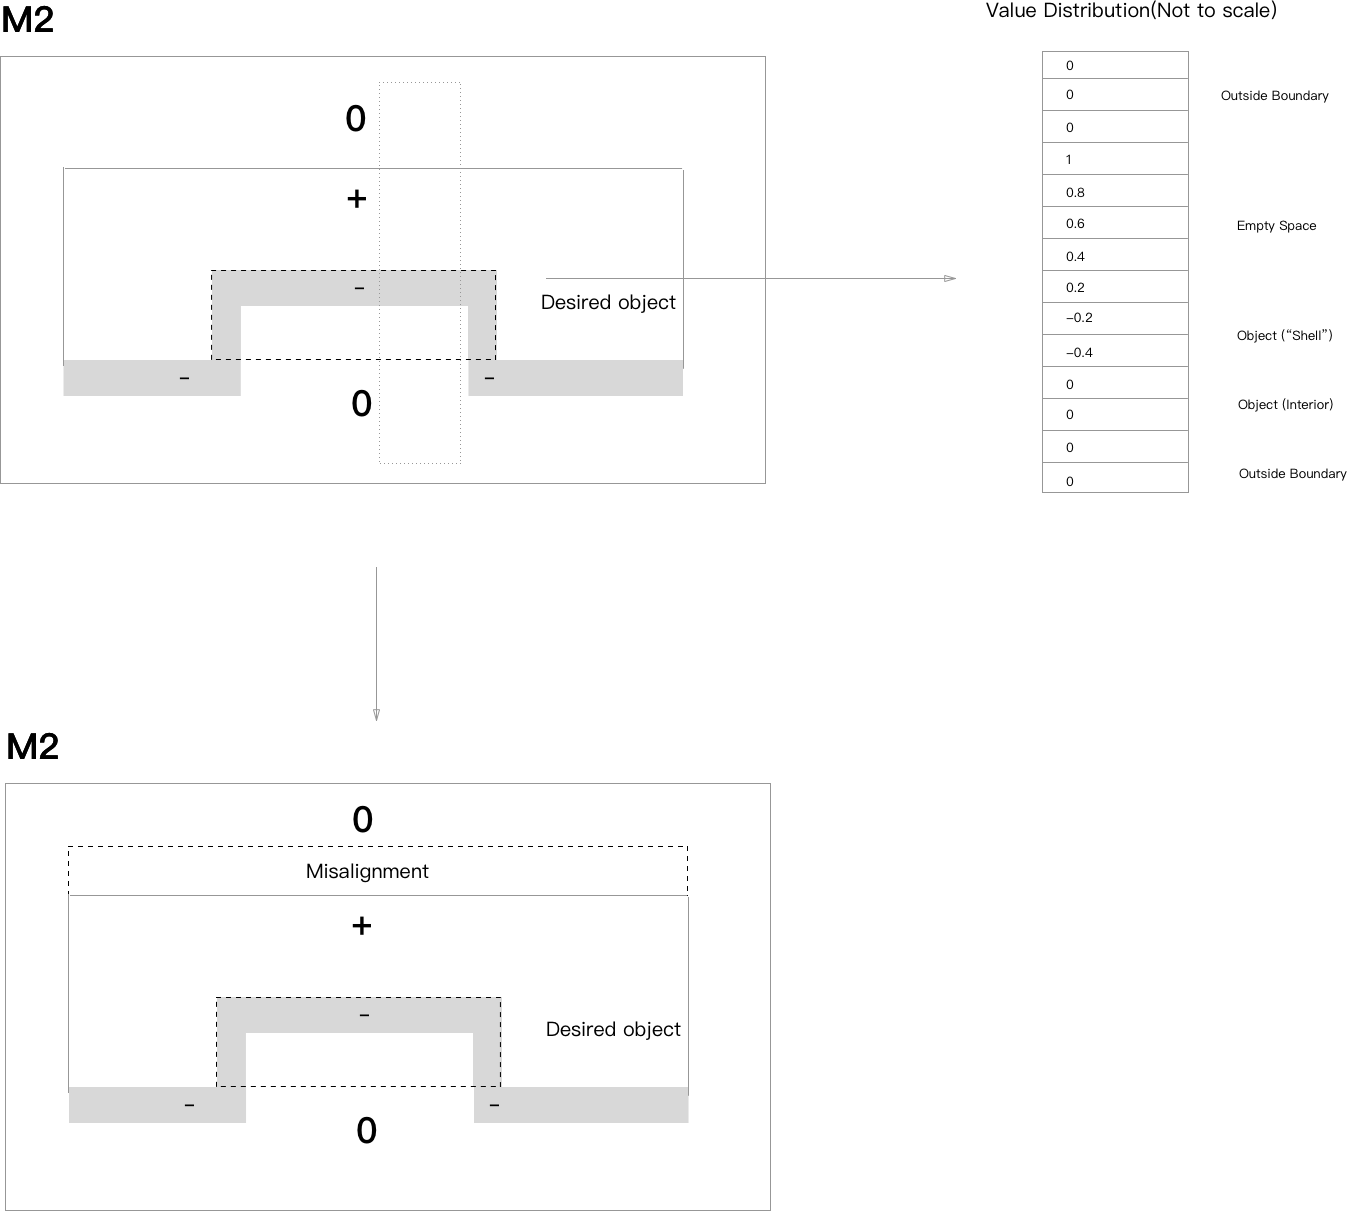 M2
Value Distribution(Not to scale)
0
+
-
Desired object
-
-
0
0
0
Outside Boundary
0
1
0.8
0.6
Empty Space
0.4
0.2
-0.2
Object (“Shell”)
-0.4
0
Object (Interior)
0
0
Outside Boundary
0
M2
0
Misalignment
+
-
Desired object
-
-
0